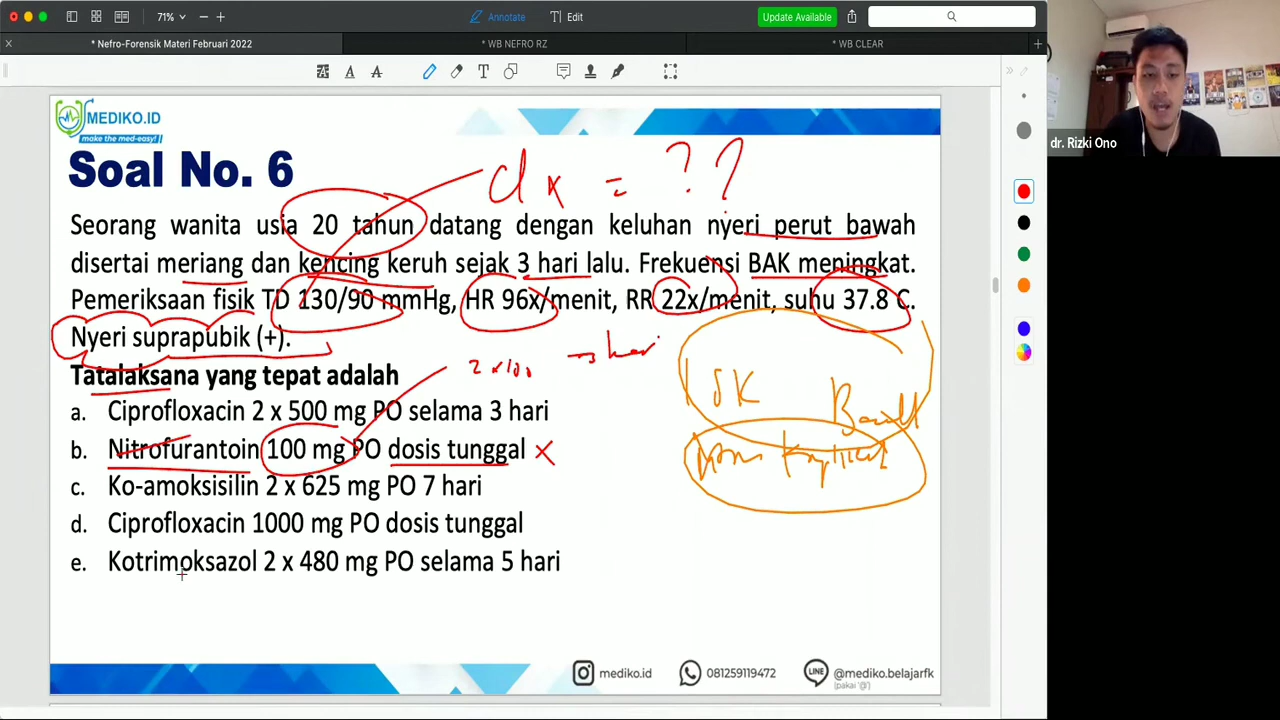 71%
Annotate
Edit
Update Available
* Nefro-Forensik Materi Februari 2022
* WB NEFRO RZ
* WB CLEAR
dr. Rizki Ono
MEDIKO.ID
make the med-easy!
Soal No. 6
dx = ??
Seorang wanita usia 20 tahun datang dengan keluhan nyeri perut bawah
disertai meriang dan kencing keruh sejak 3 hari lalu. Frekuensi BAK meningkat.
Pemeriksaan fisik TD 130/90 mmHg, HR 96x/menit, RR 22x/menit, suhu 37.8 C.
Nyeri suprapubik (+).
2 x 100 hari
Tatalaksana yang tepat adalah
a. Ciprofloxacin 2 x 500 mg PO selama 3 hari
b. Nitrofurantoin 100 mg PO dosis tunggal x
c. Ko-amoksisilin 2 x 625 mg PO 7 hari
d. Ciprofloxacin 1000 mg PO dosis tunggal
e. Kotrimoksazol 2 x 480 mg PO selama 5 hari
mediko.id
081259119472
LINE
@mediko.belajarfk
(pakai '@')